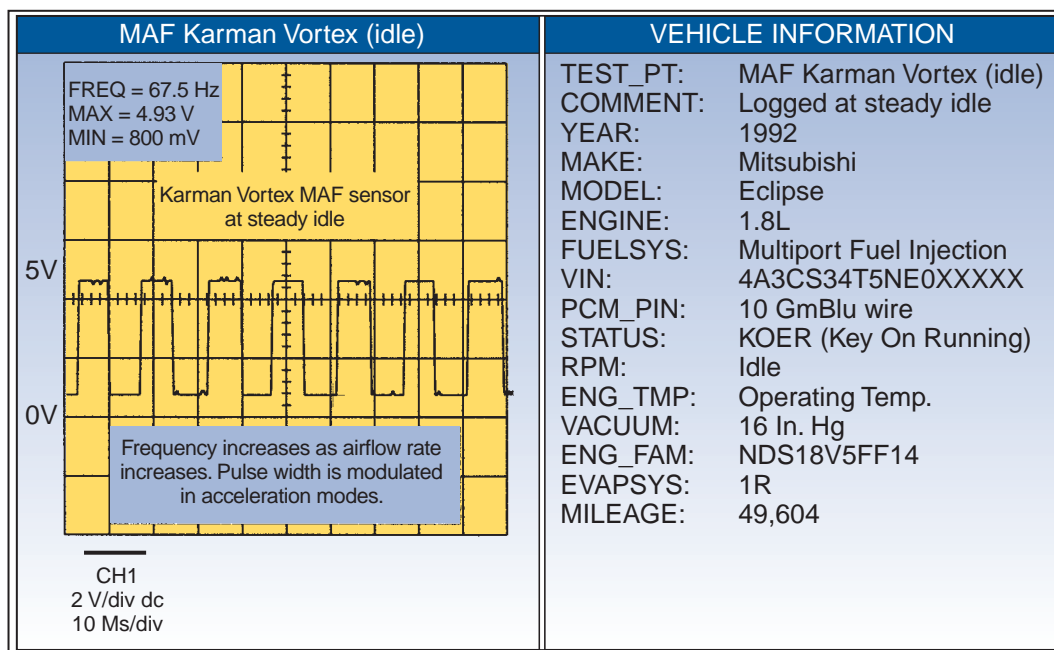 MAF Karman Vortex (idle)
FREQ = 67.5 Hz
MAX = 4.93 V
MIN = 800 mV
Karman Vortex MAF sensor
at steady idle
5V
0V
Frequency increases as airflow rate
increases. Pulse width is modulated
in acceleration modes.
CH1
2 V/div dc
10 Ms/div
VEHICLE INFORMATION
TEST_PT: MAF Karman Vortex (idle)
COMMENT: Logged at steady idle
YEAR: 1992
MAKE: Mitsubishi
MODEL: Eclipse
ENGINE: 1.8L
FUELSYS: Multiport Fuel Injection
VIN: 4A3CS34T5NE0XXXXX
PCM_PIN: 10 GmBlu wire
STATUS: KOER (Key On Running)
RPM: Idle
ENG_TMP: Operating Temp.
VACUUM: 16 In. Hg
ENG_FAM: NDS18V5FF14
EVAPSYS: 1R
MILEAGE: 49,604